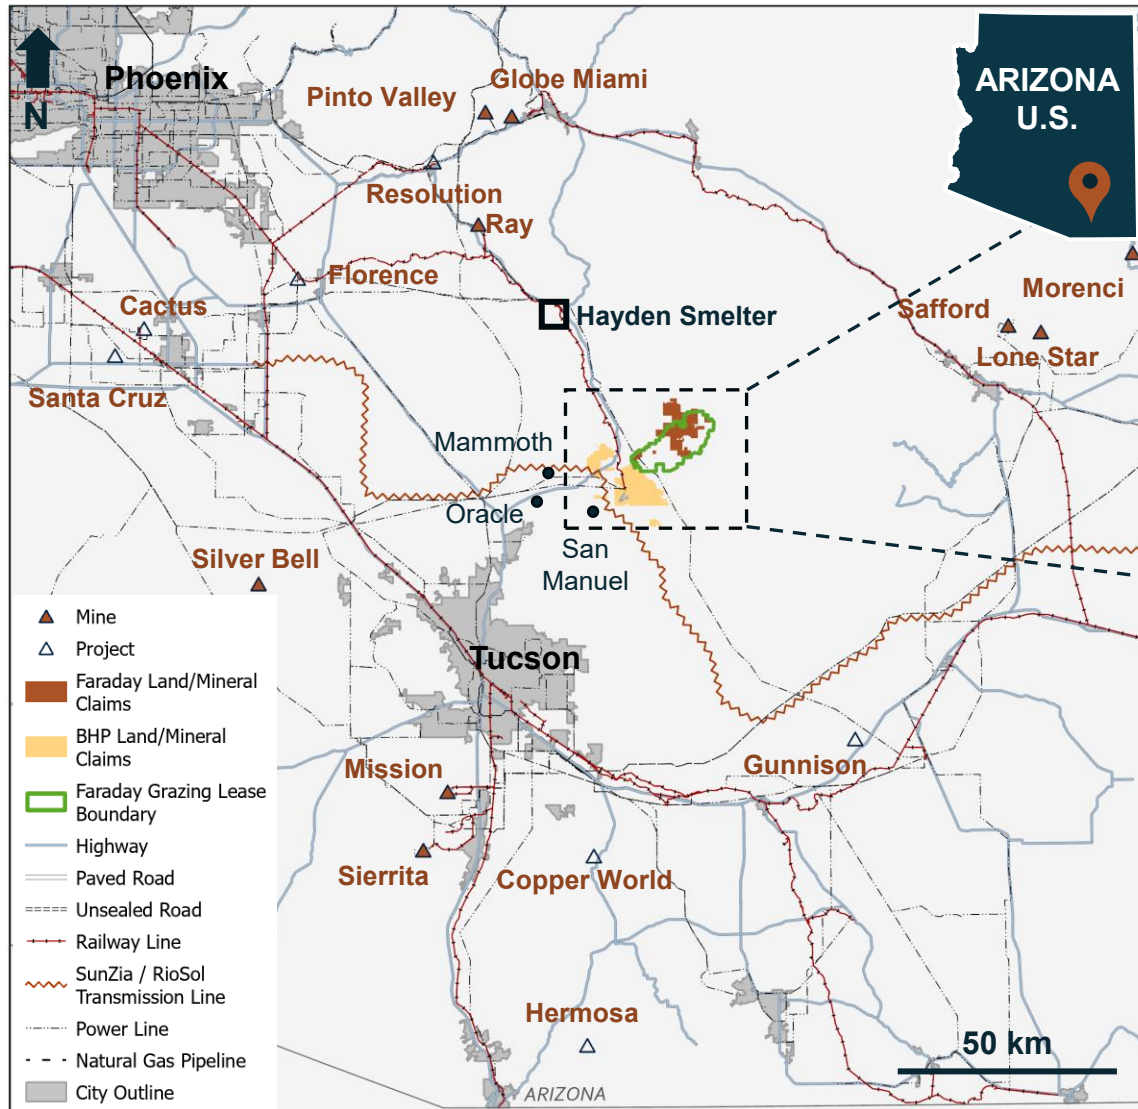 Phoenix
N
Pinto Valley
Globe Miami
ARIZONA
U.S.
Resolution
Ray
Florence
Cactus
Santa Cruz
Hayden Smelter
Safford
Morenci
Lone Star
Mammoth
Oracle
San
Manuel
Silver Bell
Tucson
Mission
Sierrita
Gunnison
Copper World
Hermosa
50 km
ARIZONA
Mine
Project
Faraday Land/Mineral
Claims
BHP Land/Mineral
Claims
Faraday Grazing Lease
Boundary
Highway
Paved Road
Unsealed Road
Railway Line
SunZia / RioSol
Transmission Line
Power Line
Natural Gas Pipeline
City Outline